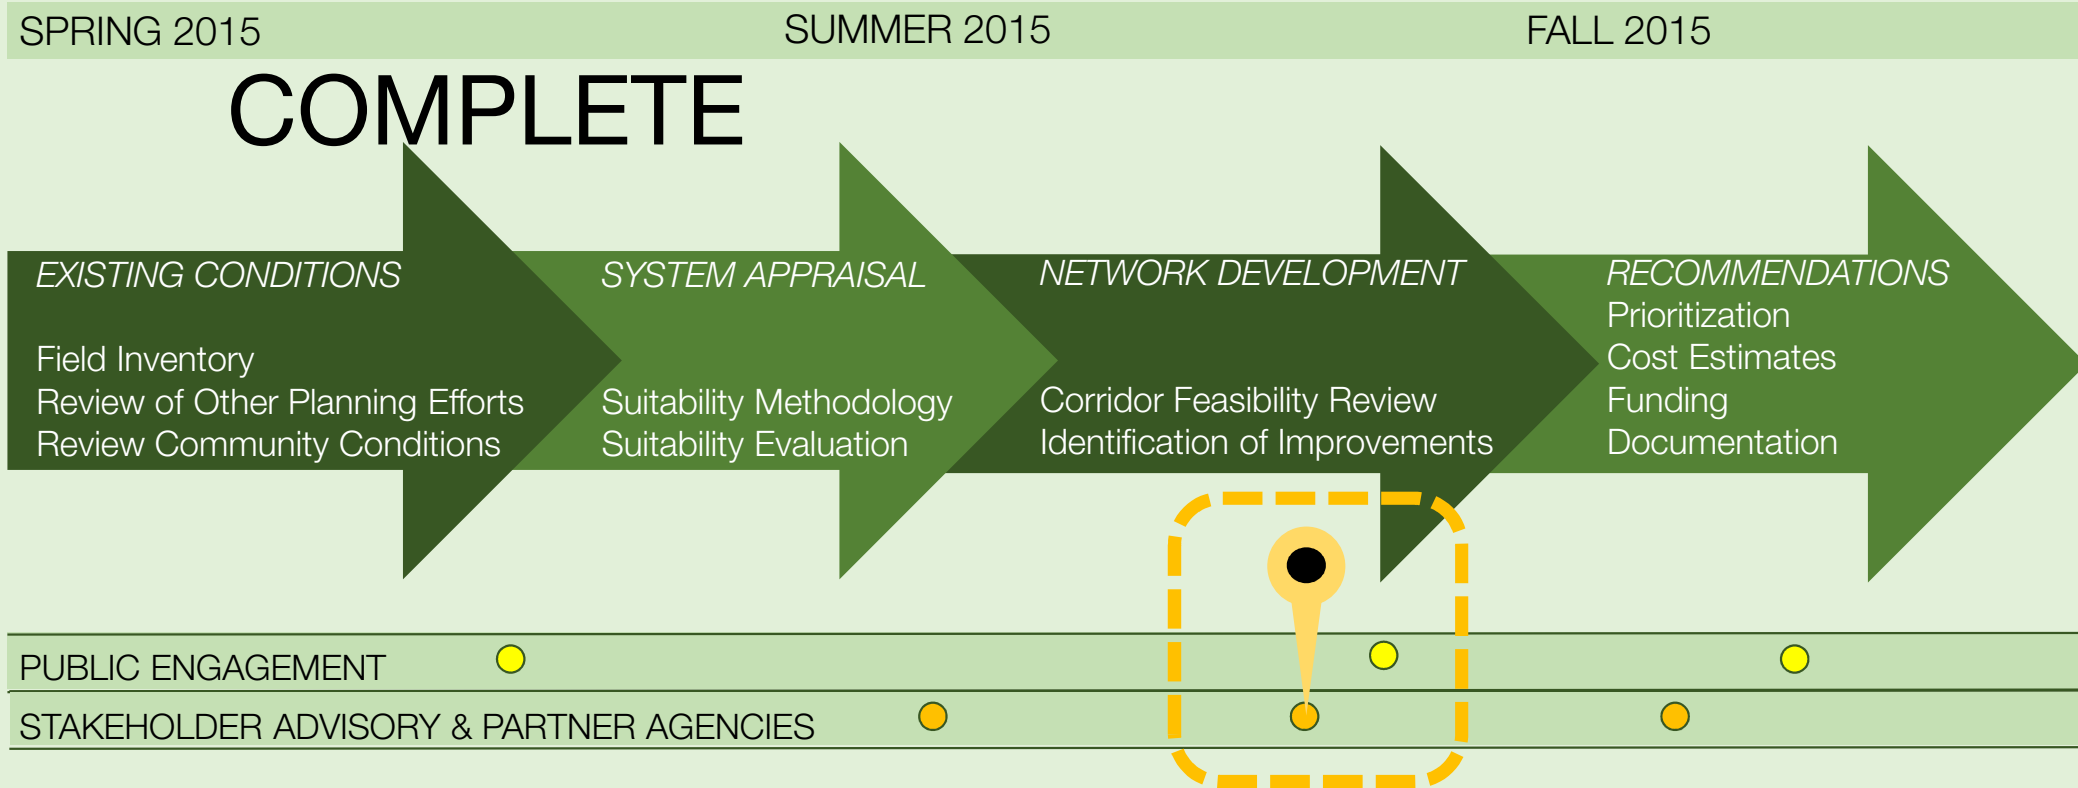 SPRING 2015
SUMMER 2015
FALL 2015
COMPLETE
EXISTING CONDITIONS
Field Inventory
Review of Other Planning Efforts
Review Community Conditions
SYSTEM APPRAISAL
Suitability Methodology
Suitability Evaluation
NETWORK DEVELOPMENT
Corridor Feasibility Review
Identification of Improvements
RECOMMENDATIONS
Prioritization
Cost Estimates
Funding
Documentation
PUBLIC ENGAGEMENT
STAKEHOLDER ADVISORY & PARTNER AGENCIES